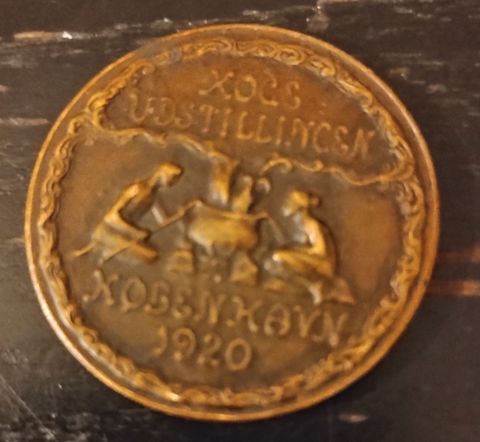 KOGE
UDSTILLINGEN
KØBENHAVN
1920